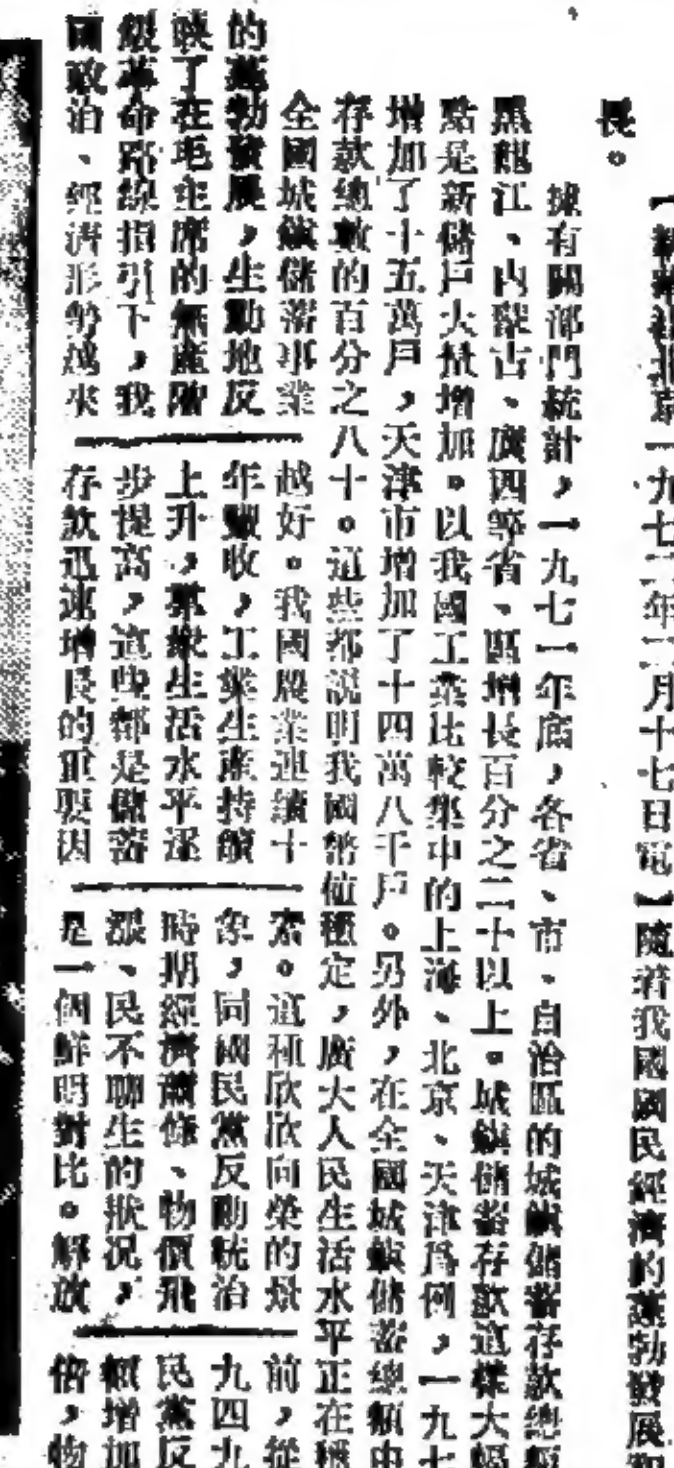 【新華社北京一九七二年二月十七日電】隨着我國國民經濟的蓬勃發展和
長。
據有關部門統計,一九七一年底,各省、市、自治區的城鎮儲蓄存款總額
黑龍江、内蒙古、廣西等省、區增長百分之二十以上。城鎮儲蓄存款這樣大幅
點是新儲戶大量增加。以我國工業比較集中的上海、北京、天津爲例,一九七
增加了十五萬戶,天津市增加了十四萬八千戶。另外,在全國城鎮儲蓄總額中
存款總數的百分之八十。這些都説明我國幣值穩定,廣大人民生活水平正在穩
全國城鎮儲蓄事業
的蓬勃發展,生動地反
映了在毛主席的無產階
級革命路線指引下,我
國政治、經濟形勢越來
越好。我國農業連續十
年豐收,工業生產持續
上升,羣衆生活水平逐
步提高,這些都是儲蓄
存款迅速增長的重要因
素。這種欣欣向榮的景
象,同國民黨反動統治
時期經濟蕭條、物價飛
漲、民不聊生的狀況,
是一個鮮明對比。解放
前,從
九四九
民黨反
額增加
倍,物